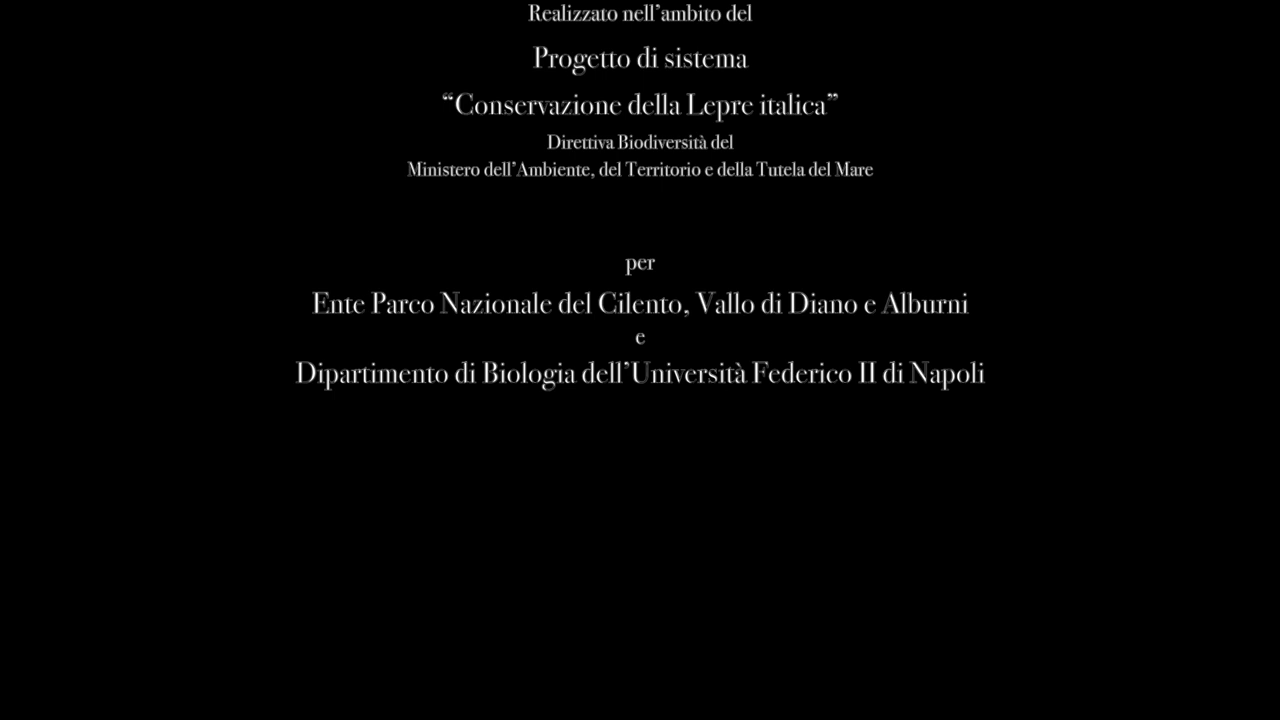 Realizzato nell’ambito del
Progetto di sistema
“Conservazione della Lepre italica”
Direttiva Biodiversità del
Ministero dell’Ambiente, del Territorio e della Tutela del Mare
per
Ente Parco Nazionale del Cilento, Vallo di Diano e Alburni
e
Dipartimento di Biologia dell’Università Federico II di Napoli